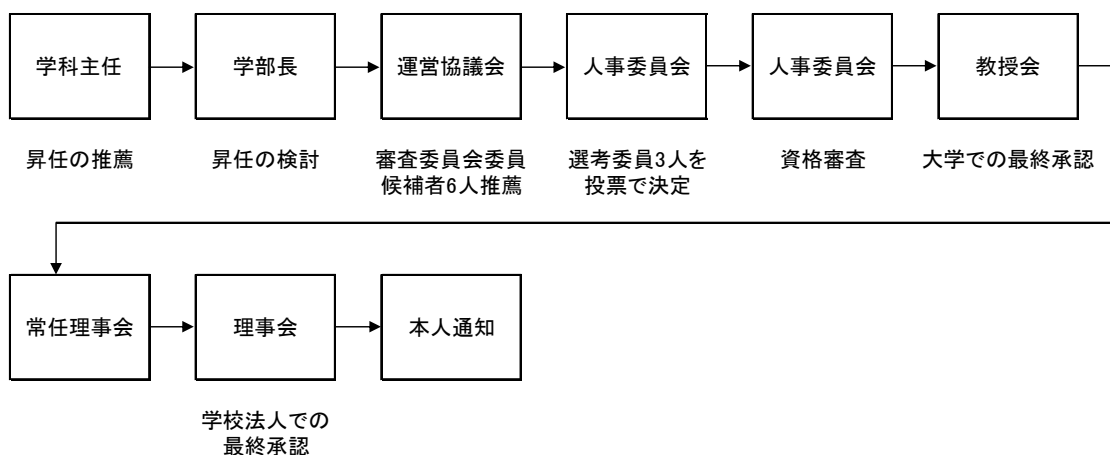 学科主任
学部長
運営協議会
人事委員会
人事委員会
教授会
昇任の推薦
昇任の検討
審査委員会委員
候補者6人推薦
選考委員3人を
投票で決定
資格審査
大学での最終承認
常任理事会
理事会
本人通知
学校法人での
最終承認